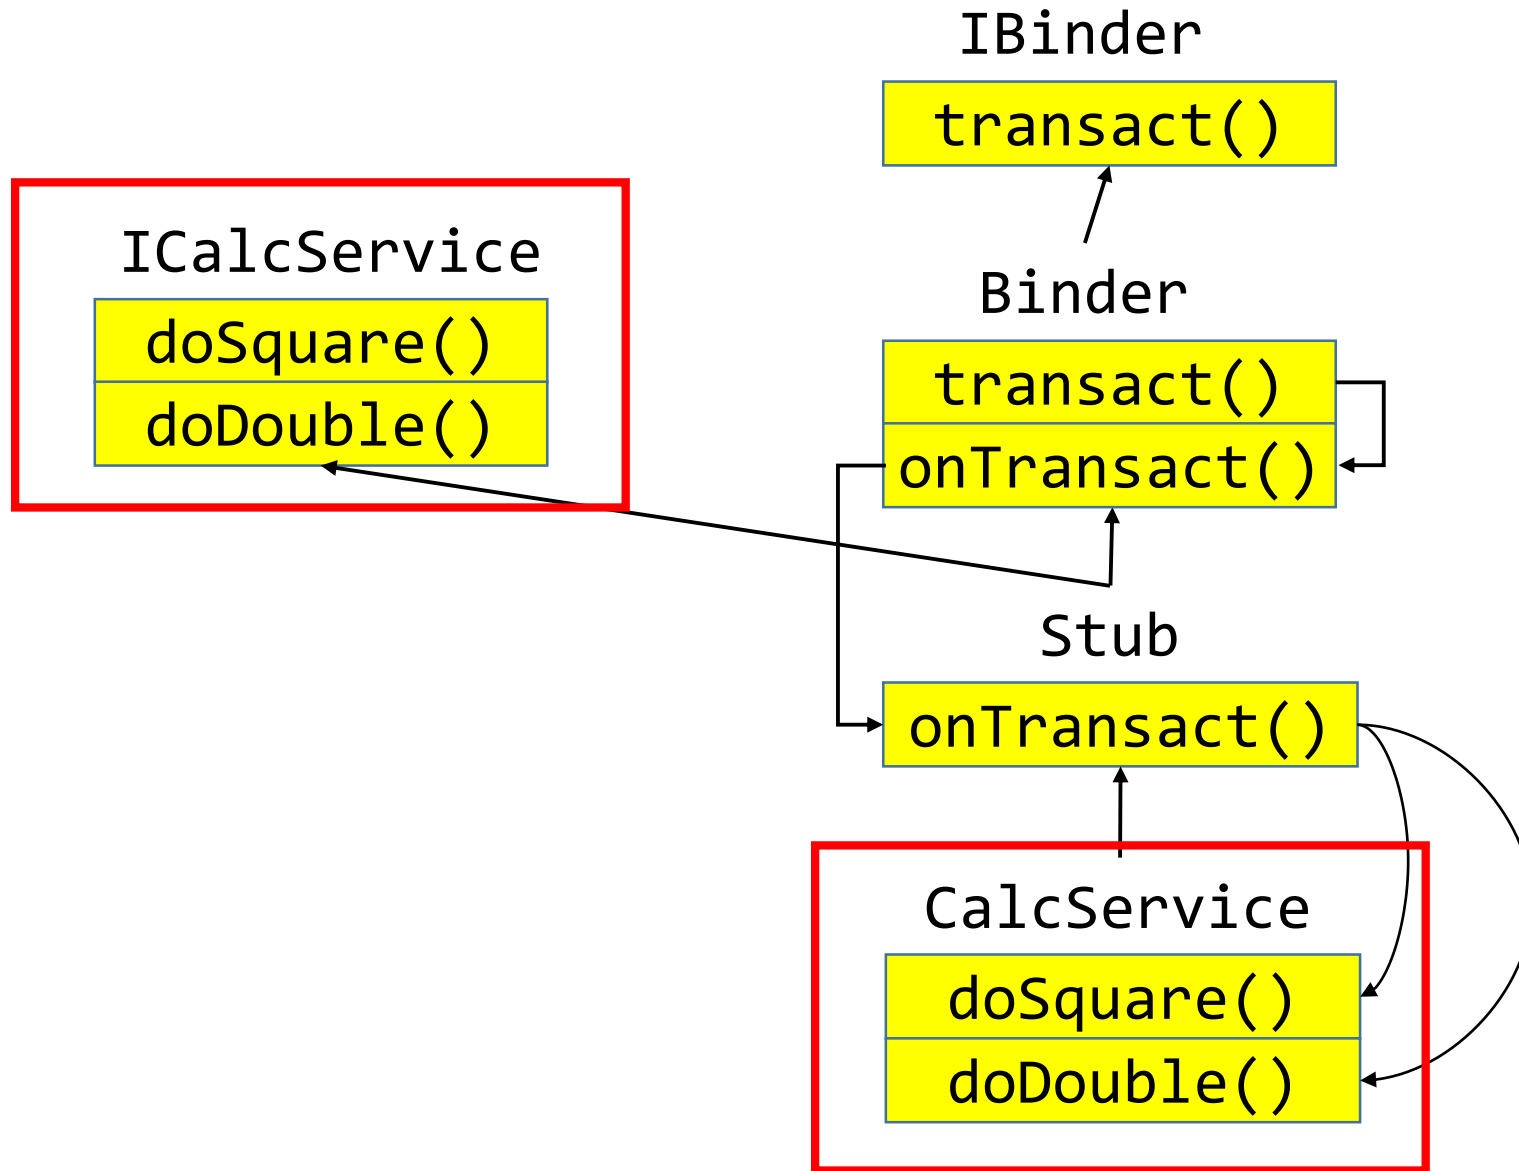 IBinder
transact()
ICalcService
doSquare()
doDouble()
Binder
transact()
onTransact()
Stub
onTransact()
CalcService
doSquare()
doDouble()